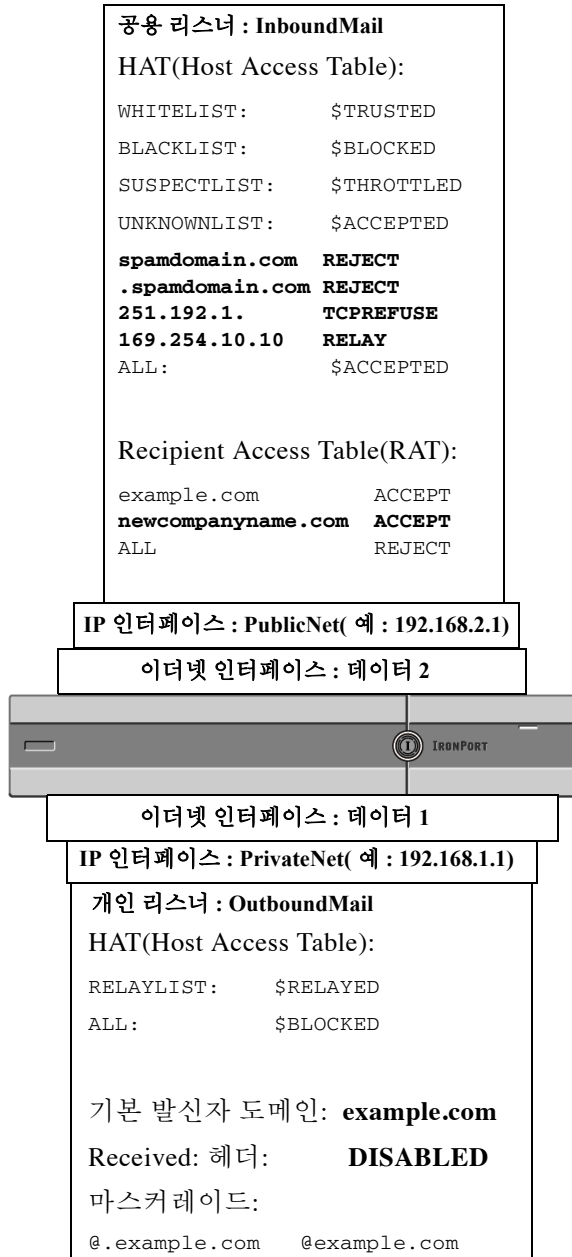 공용 리스너 : InboundMail
HAT(Host Access Table):
WHITELIST: $TRUSTED
BLACKLIST: $BLOCKED
SUSPECTLIST: $THROTTLED
UNKNOWNLIST: $ACCEPTED
spamdomain.com REJECT
.spamdomain.com REJECT
251.192.1. TCPREFUSE
169.254.10.10 RELAY
ALL: $ACCEPTED
Recipient Access Table(RAT):
example.com ACCEPT
newcompanyname.com ACCEPT
ALL REJECT
IP 인터페이스 : PublicNet( 예 : 192.168.2.1)
이더넷 인터페이스 : 데이터 2
IRONPORT
이더넷 인터페이스 : 데이터 1
IP 인터페이스 : PrivateNet( 예 : 192.168.1.1)
개인 리스너 : OutboundMail
HAT(Host Access Table):
RELAYLIST: $RELAYED
ALL: $BLOCKED
기본 발신자 도메인: example.com
Received: 헤더: DISABLED
마스커레이드:
@.example.com @example.com